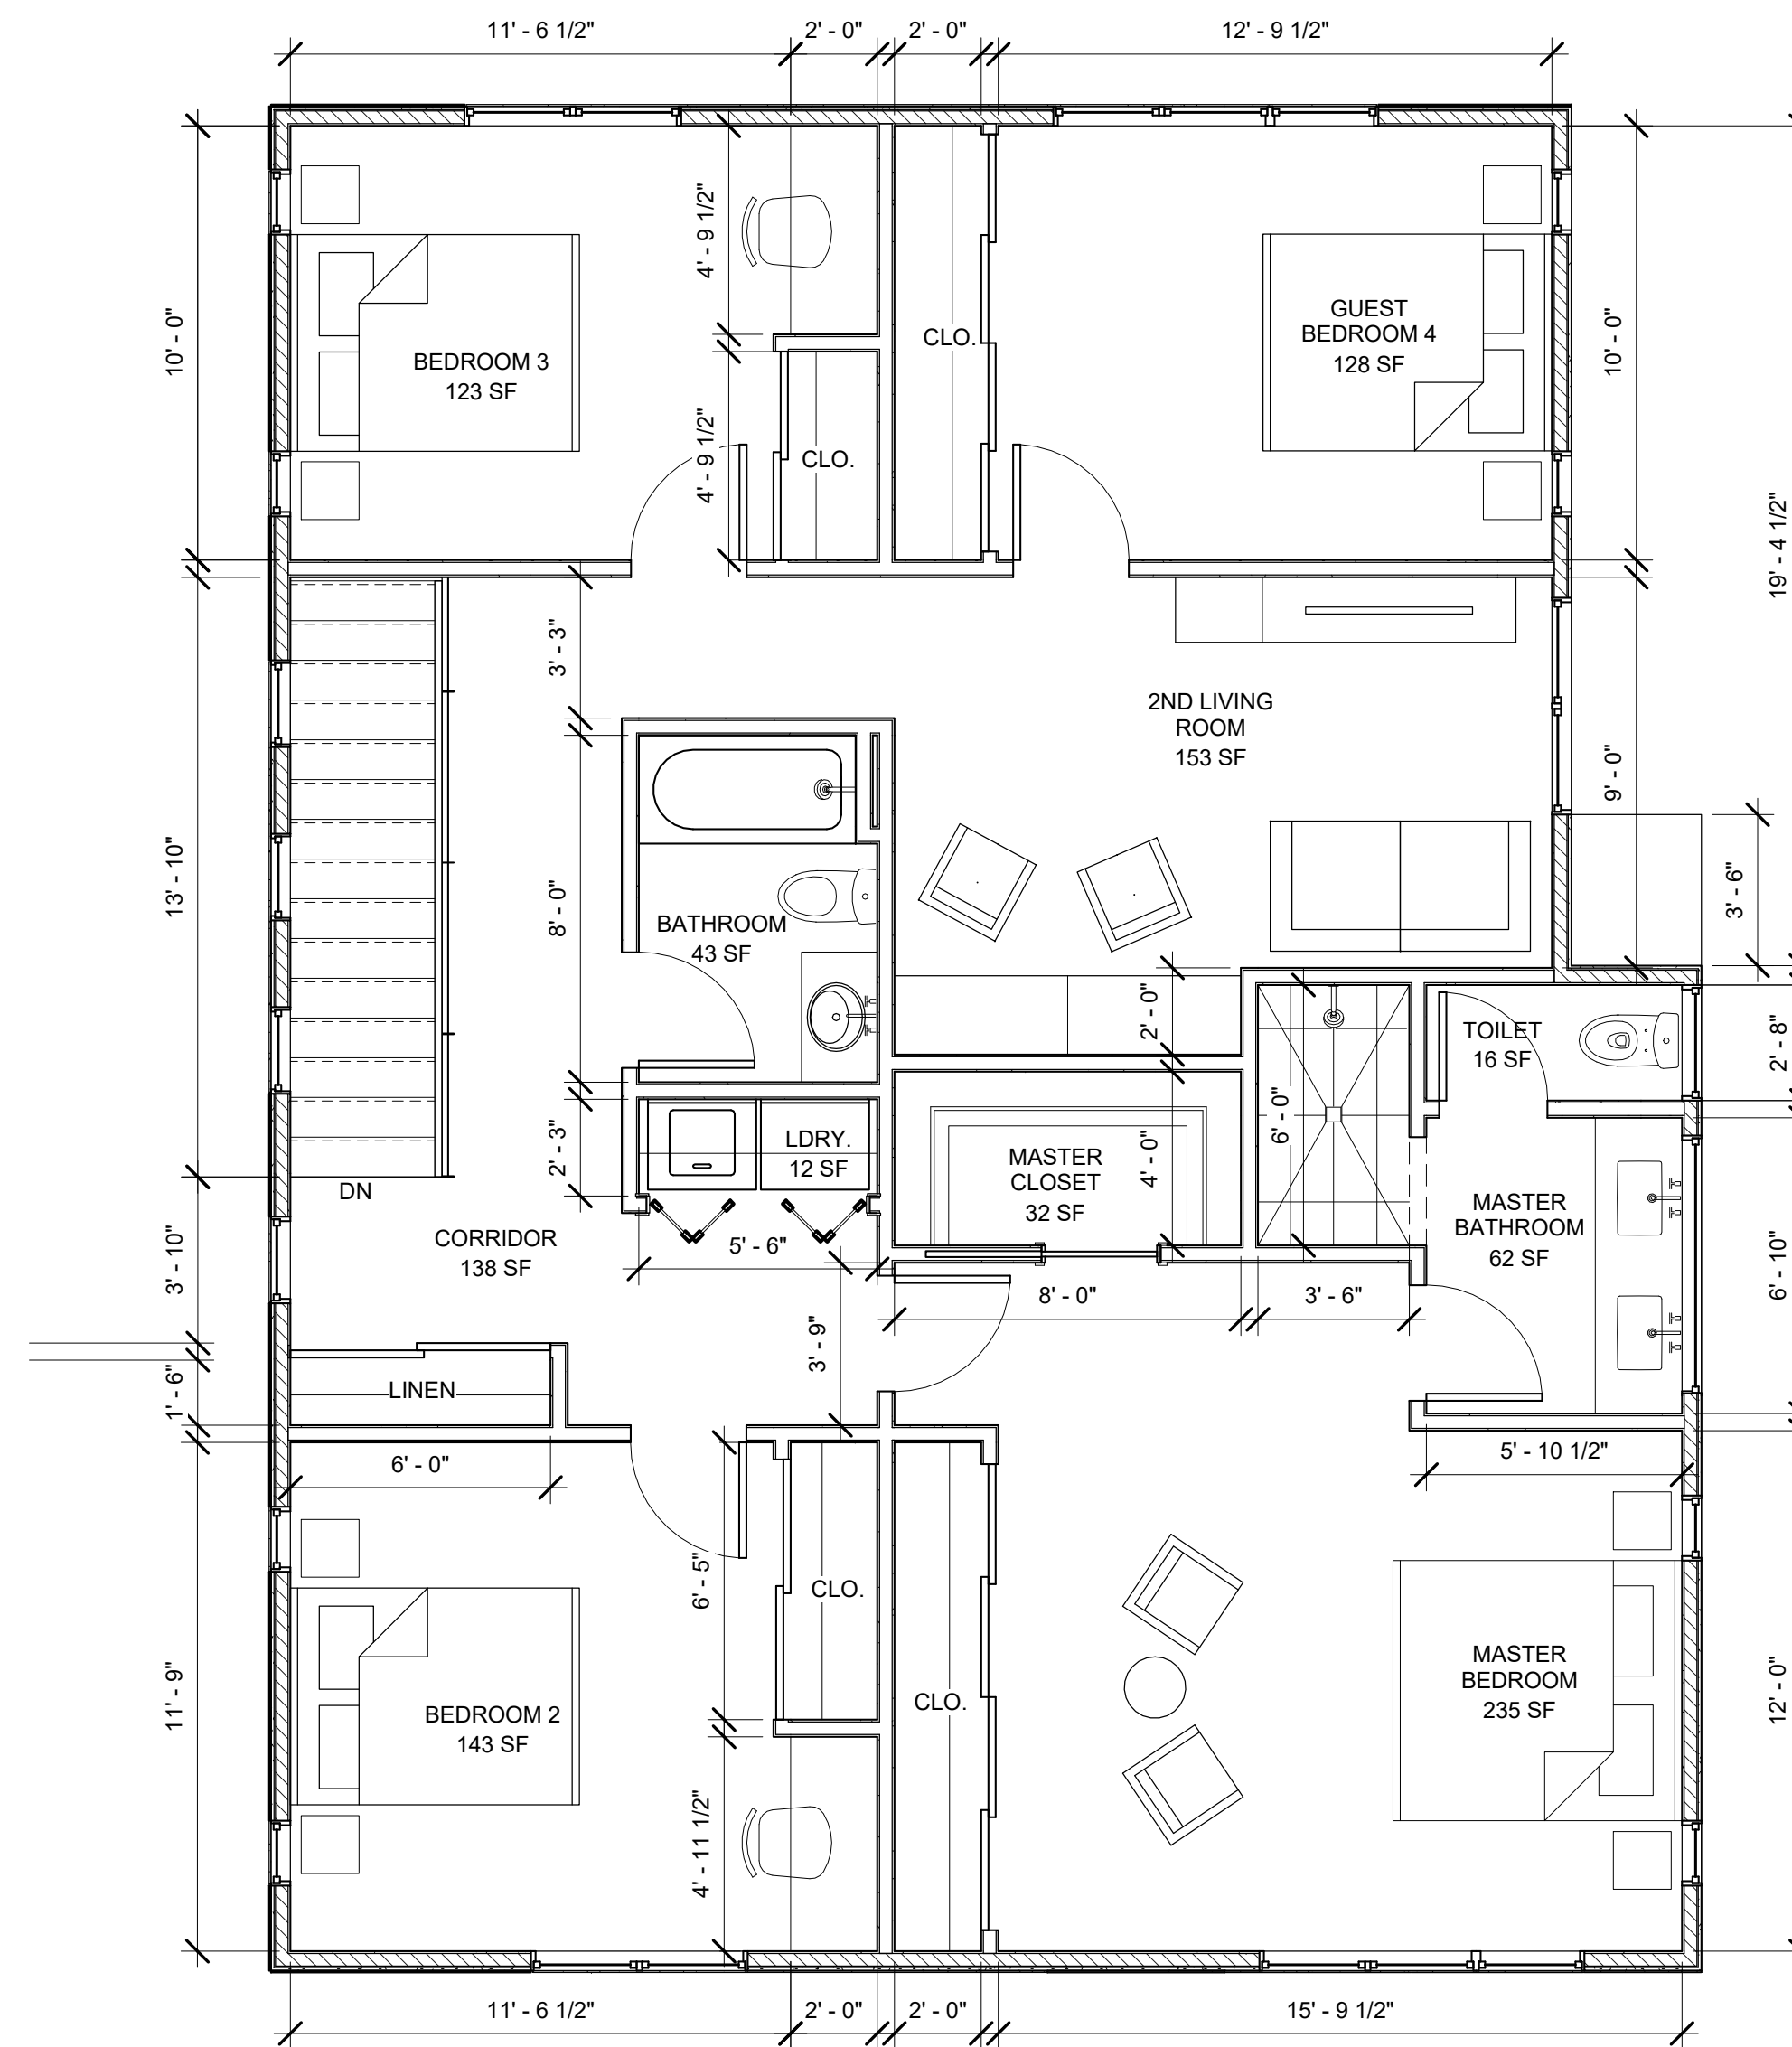 11' - 6 1/2"
2' - 0"
2' - 0"
12' - 9 1/2"
4' - 9 1/2"
10' - 0"
BEDROOM 3
123 SF
CLO.
GUEST
BEDROOM 4
128 SF
10' - 0"
4' - 9 1/2"
CLO.
19' - 4 1/2"
3' - 3"
2ND LIVING
ROOM
153 SF
9' - 0"
13' - 10"
8' - 0"
BATHROOM
43 SF
3' - 6"
2' - 0"
TOILET
16 SF
2' - 8"
6' - 0"
2' - 3"
LDRY.
12 SF
MASTER
CLOSET
32 SF
4' - 0"
DN
MASTER
BATHROOM
62 SF
CORRIDOR
138 SF
5' - 6"
3' - 10"
8' - 0"
3' - 6"
6' - 10"
3' - 9"
1' - 6"
LINEN
6' - 0"
5' - 10 1/2"
6' - 5"
CLO.
11' - 9"
BEDROOM 2
143 SF
CLO.
MASTER
BEDROOM
235 SF
12' - 0"
4' - 11 1/2"
11' - 6 1/2"
2' - 0"
2' - 0"
15' - 9 1/2"